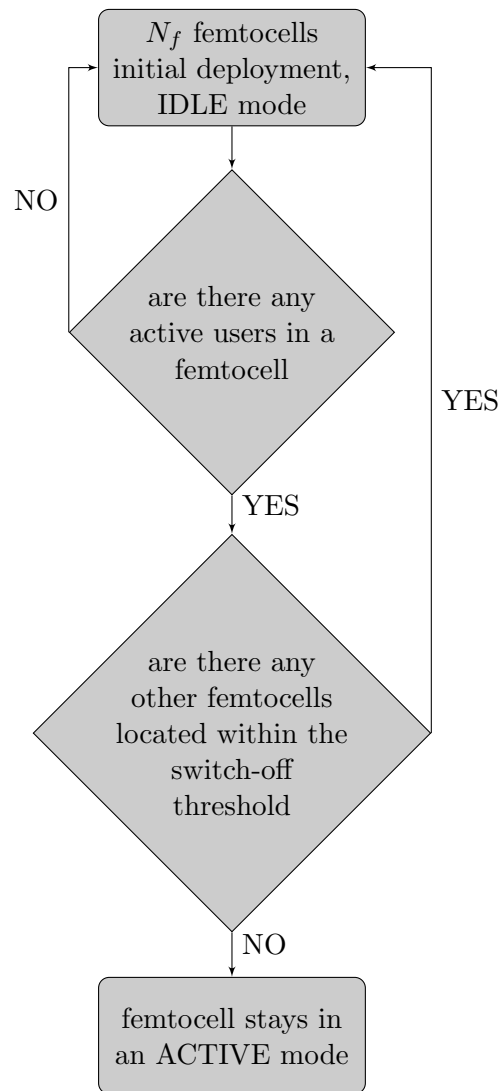 N_f femtocells
initial deployment,
IDLE mode
NO
are there any
active users in a
femtocell
YES
YES
are there any
other femtocells
located within the
switch-off
threshold
NO
femtocell stays in
an ACTIVE mode